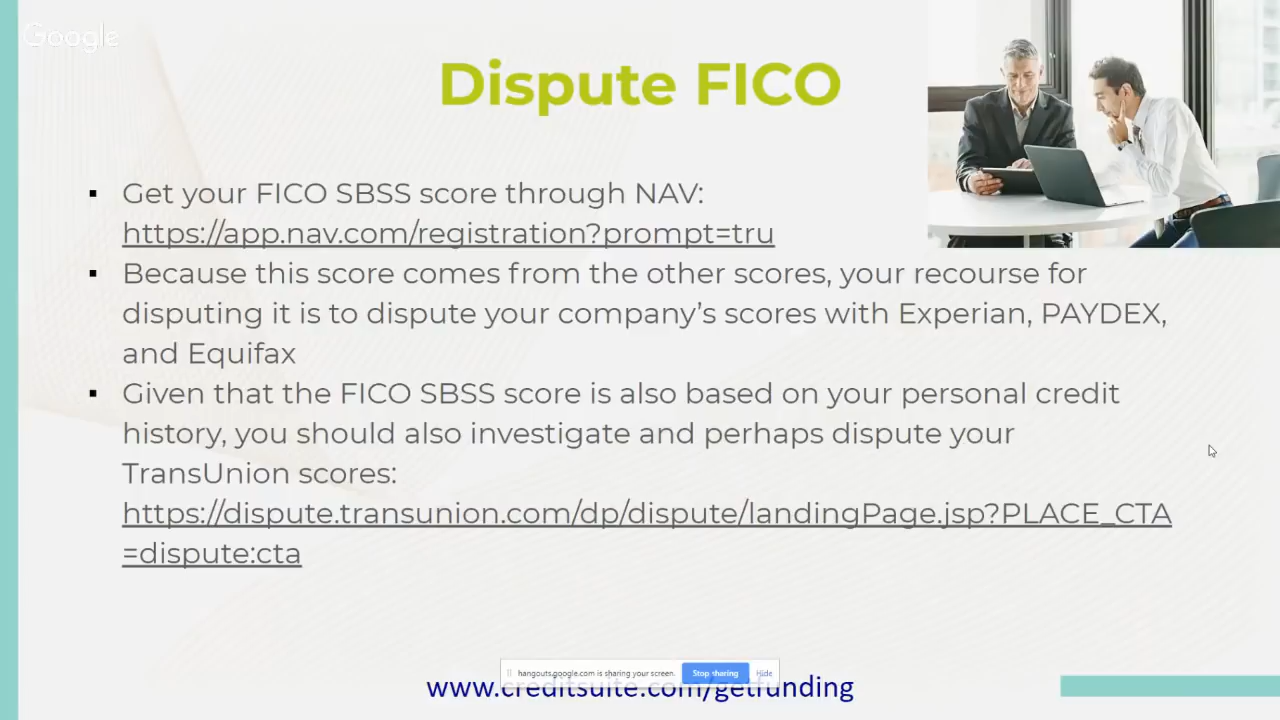 Google
Dispute FICO
▪ Get your FICO SBSS score through NAV:
https://app.nav.com/registration?prompt=tru
▪ Because this score comes from the other scores, your recourse for
disputing it is to dispute your company’s scores with Experian, PAYDEX,
and Equifax
▪ Given that the FICO SBSS score is also based on your personal credit
history, you should also investigate and perhaps dispute your
TransUnion scores:
https://dispute.transunion.com/dp/dispute/landingPage.jsp?PLACE_CTA
=dispute:cta
hangouts.google.com is sharing your screen. Stop sharing Hide
www.creditsuite.com/getfunding